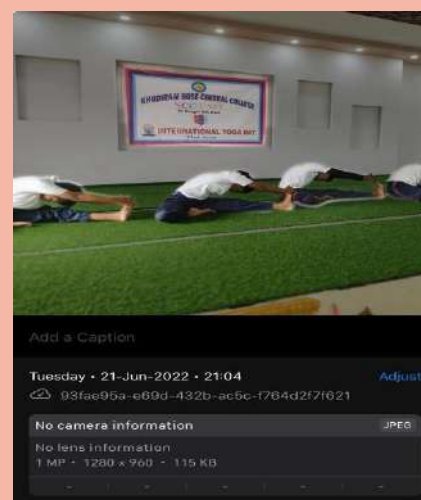 KHUDIRAM BOSE CENTRAL COLLEGE
INTERNATIONAL YOGA DAY
Add a Caption
Tuesday • 21-Jun-2022 • 21:04
Adjust
93fae95a-e69d-432b-ac5c-f764d2f7f621
No camera information
JPEG
No lens information
1 MP • 1280 × 960 • 115 KB
- - - - -